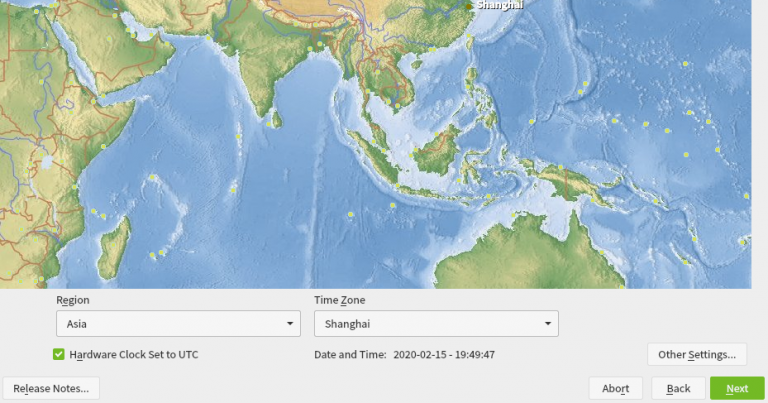 Shanghai
Region
Time Zone
Asia
Shanghai
Hardware Clock Set to UTC
Date and Time: 2020-02-15 - 19:49:47
Other Settings...
Release Notes...
Abort
Back
Next